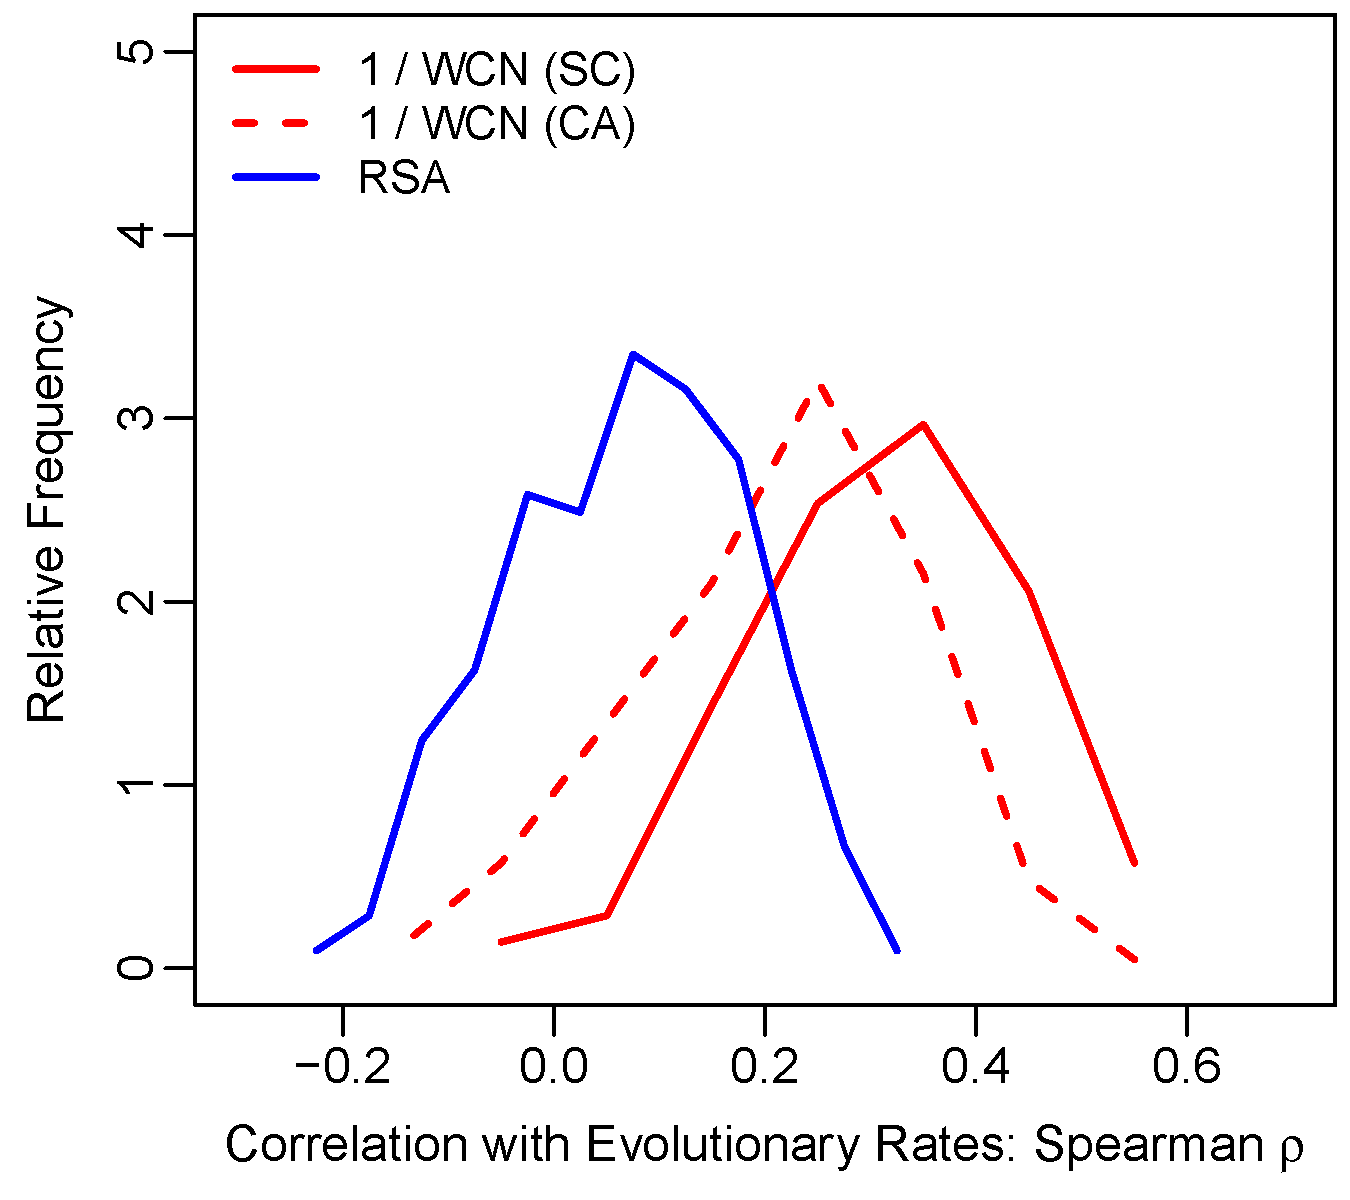 1 / WCN (SC)
1 / WCN (CA)
RSA
5
4
3
2
1
0
Relative Frequency
−0.2 0.0 0.2 0.4 0.6
Correlation with Evolutionary Rates: Spearman ρ